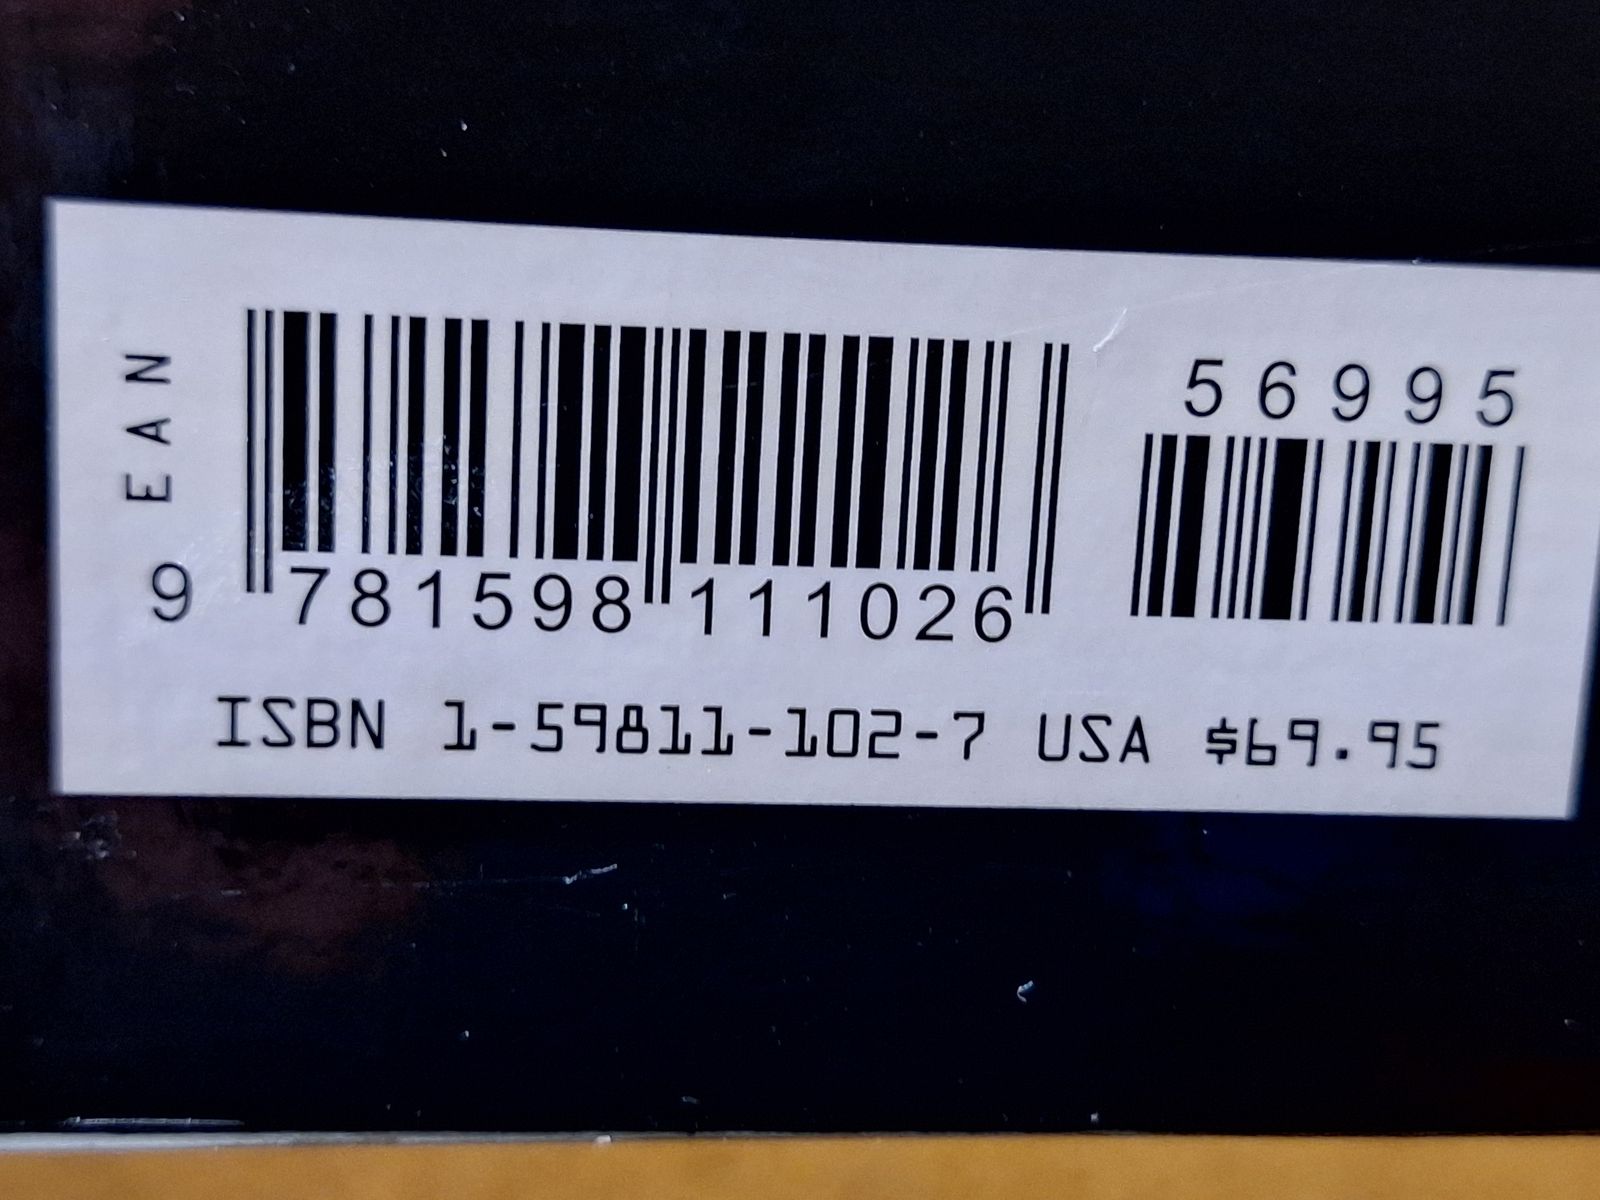 EAN
56995
9 781598 111026
ISBN 1-59811-102-7 USA $69.95